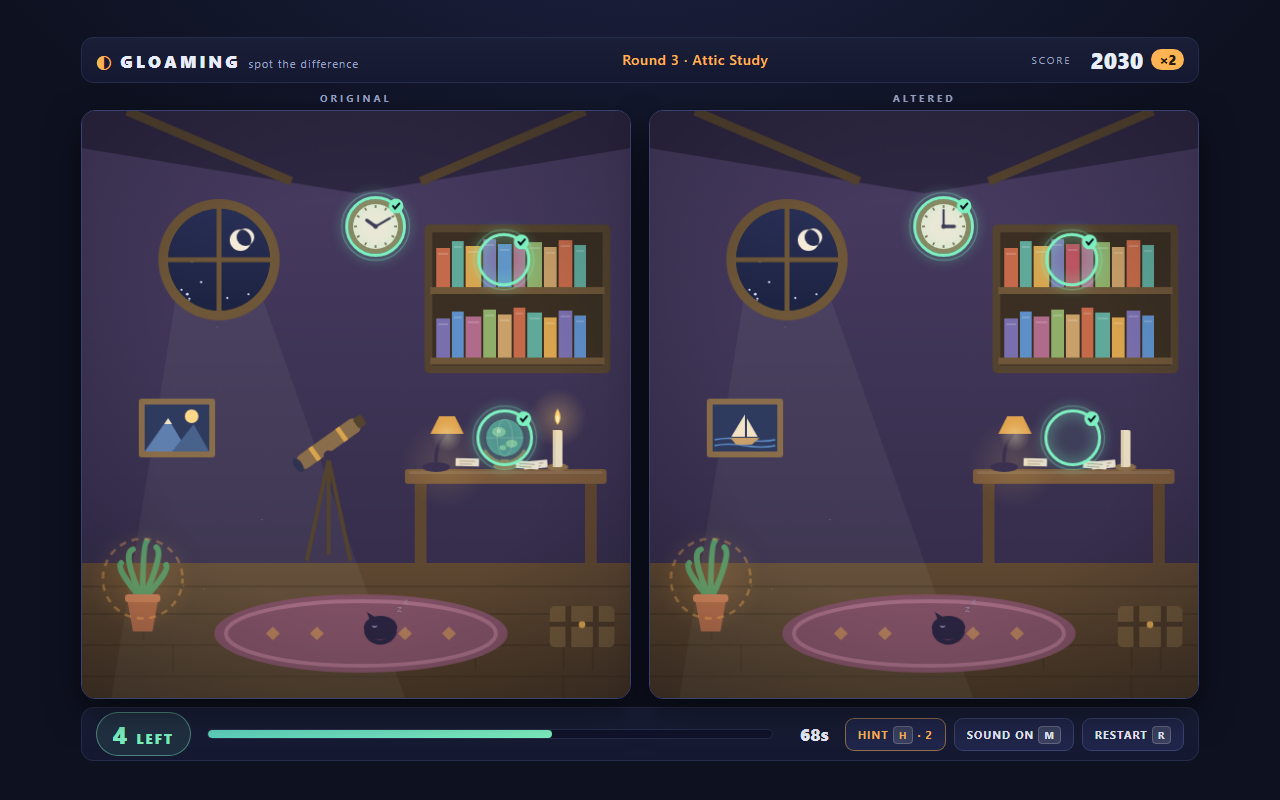 GLOAMING spot the difference
Round 3 · Attic Study
SCORE 2030 ×2
ORIGINAL
ALTERED
z
z
4 LEFT
68s
HINT H · 2
SOUND ON M
RESTART R